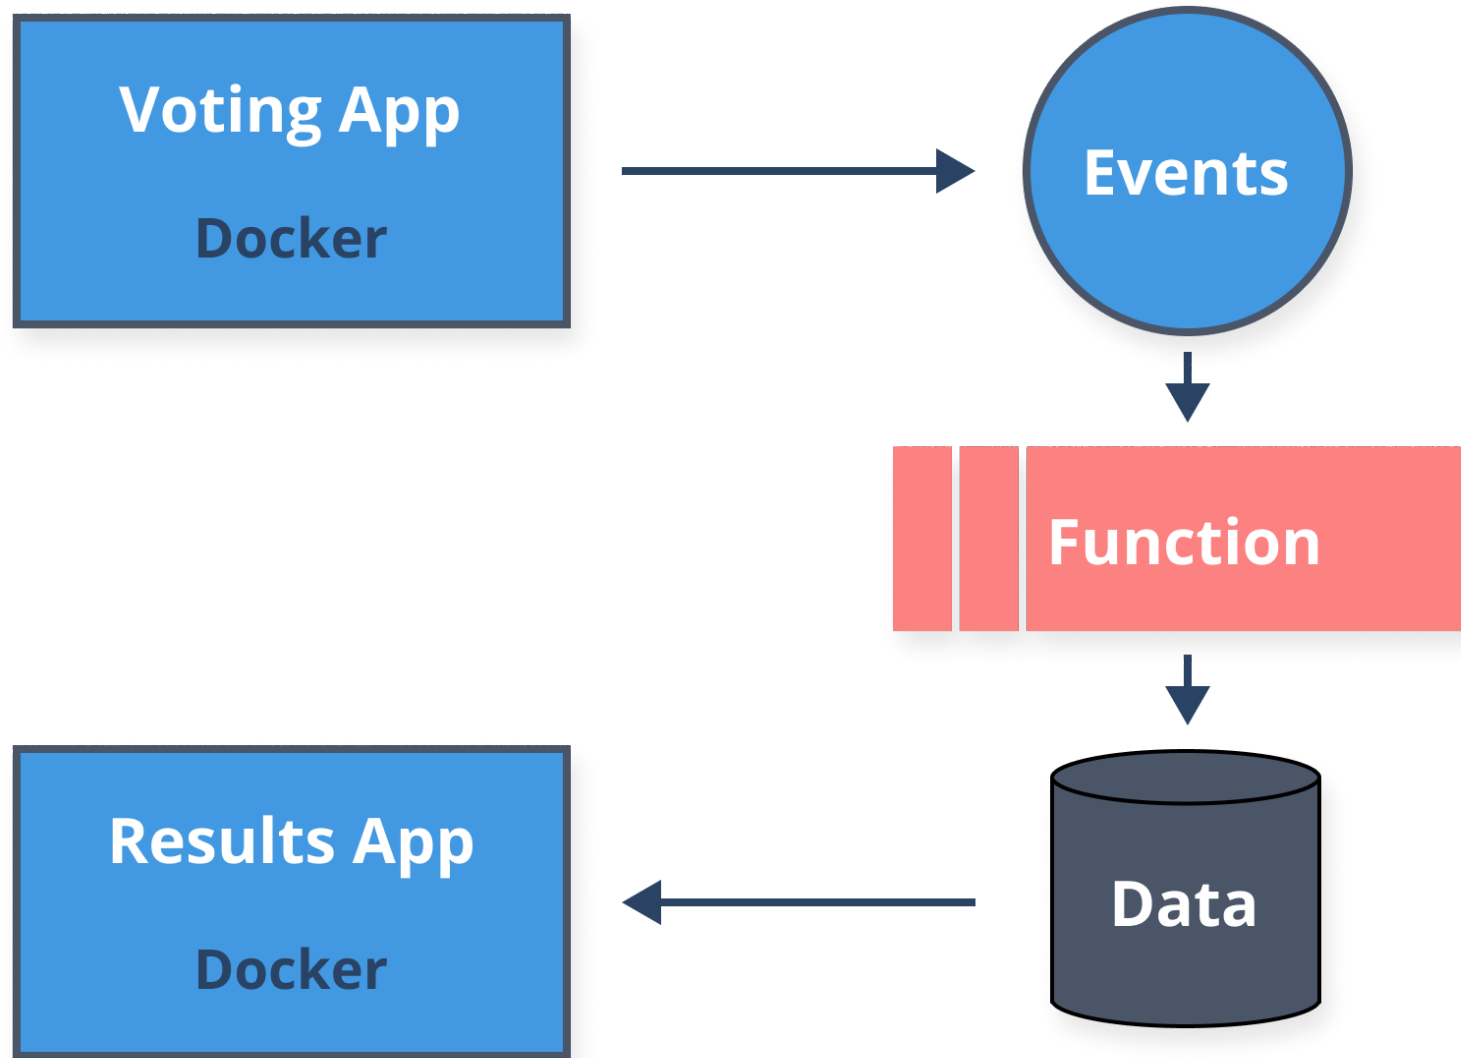 Voting App
Docker
Events
Function
Data
Results App
Docker